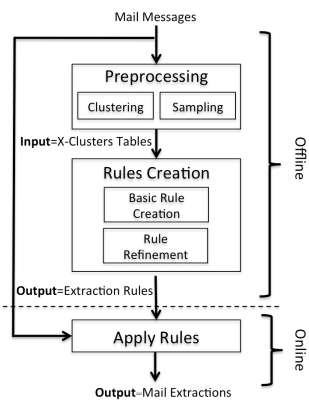 Mail Messages
Preprocessing
Clustering
Sampling
Input=X-Clusters Tables
Rules Creation
Basic Rule
Creation
Rule
Refinement
Output=Extraction Rules
Offline
Apply Rules
Online
Output=Mail Extractions